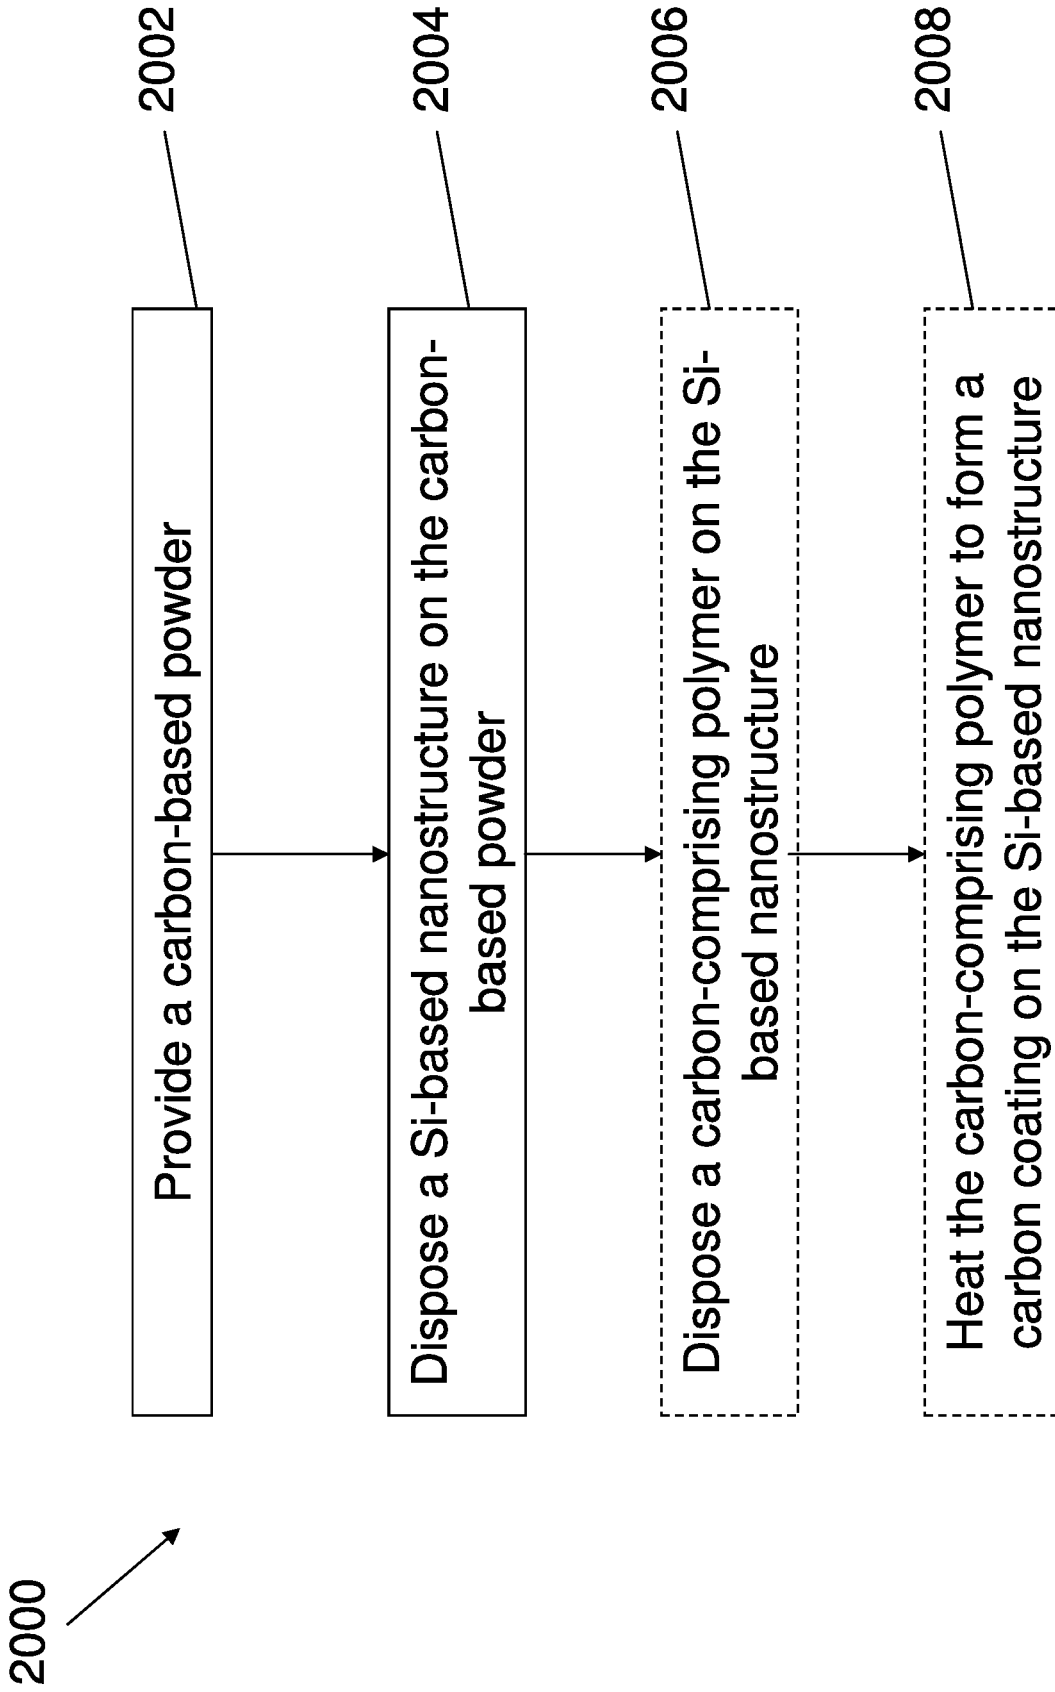 2000
Provide a carbon-based powder
2002
Dispose a Si-based nanostructure on the carbon-
based powder
2004
Dispose a carbon-comprising polymer on the Si-
based nanostructure
2006
Heat the carbon-comprising polymer to form a
carbon coating on the Si-based nanostructure
2008